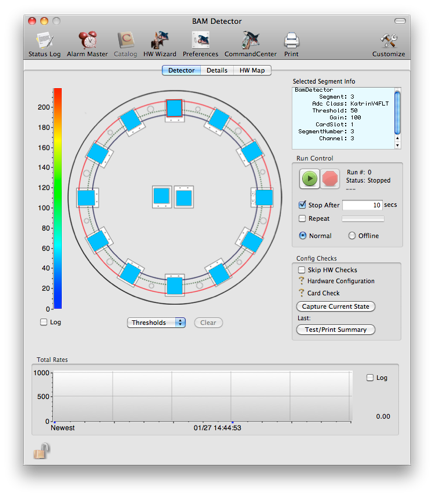 BAM Detector
Status Log Alarm Master Catalog HW Wizard Preferences CommandCenter Print Customize
Detector Details HW Map
Selected Segment Info
BamDetector
Segment: 3
Adc Class: KatrinV4FLT
Threshold: 50
Gain: 100
CardSlot: 1
SegmentNumber: 3
Channel: 3
200
180
160
140
120
100
80
60
40
20
0
Run Control
Run #: 0
Status: Stopped
---
Stop After 10 secs
Repeat
Normal Offline
Config Checks
Skip HW Checks
? Hardware Configuration
? Card Check
Capture Current State
Last:
Test/Print Summary
Log
Thresholds Clear
Total Rates
1000
500
0
Newest 01/27 14:44:53
Log
0.00